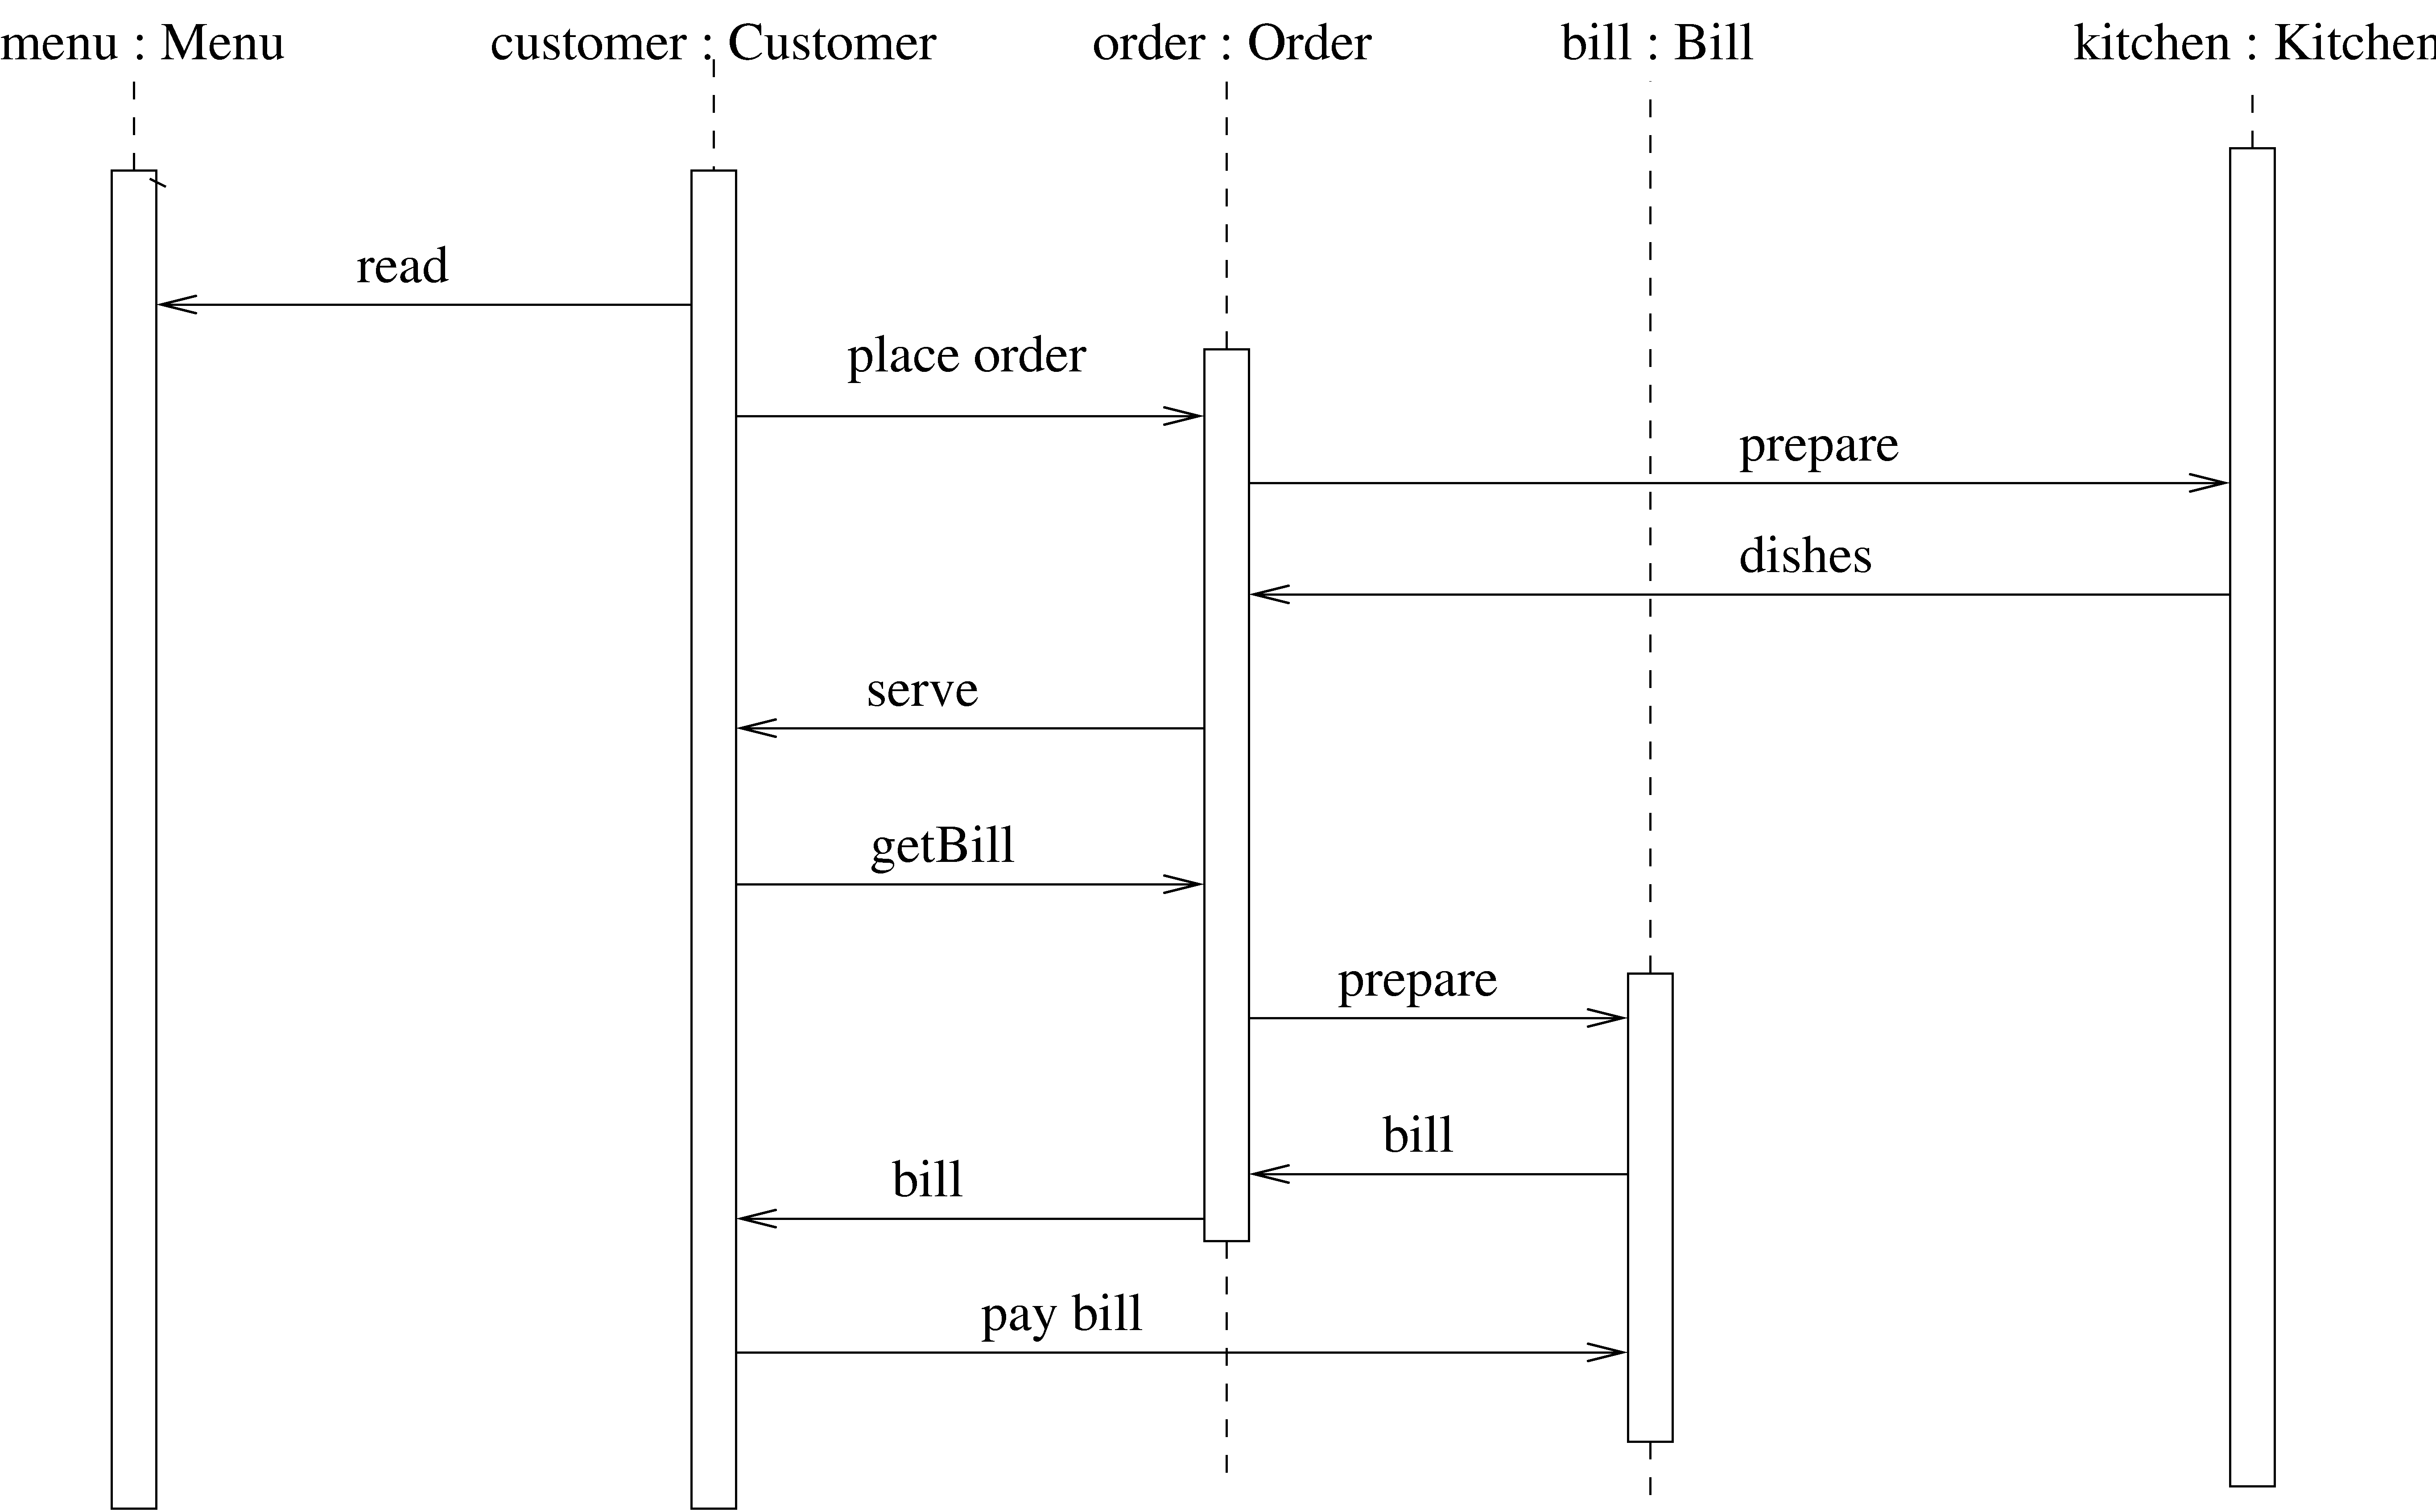 menu : Menu
customer : Customer
order : Order
bill : Bill
kitchen : Kitchen
read
place order
prepare
dishes
serve
getBill
prepare
bill
bill
pay bill